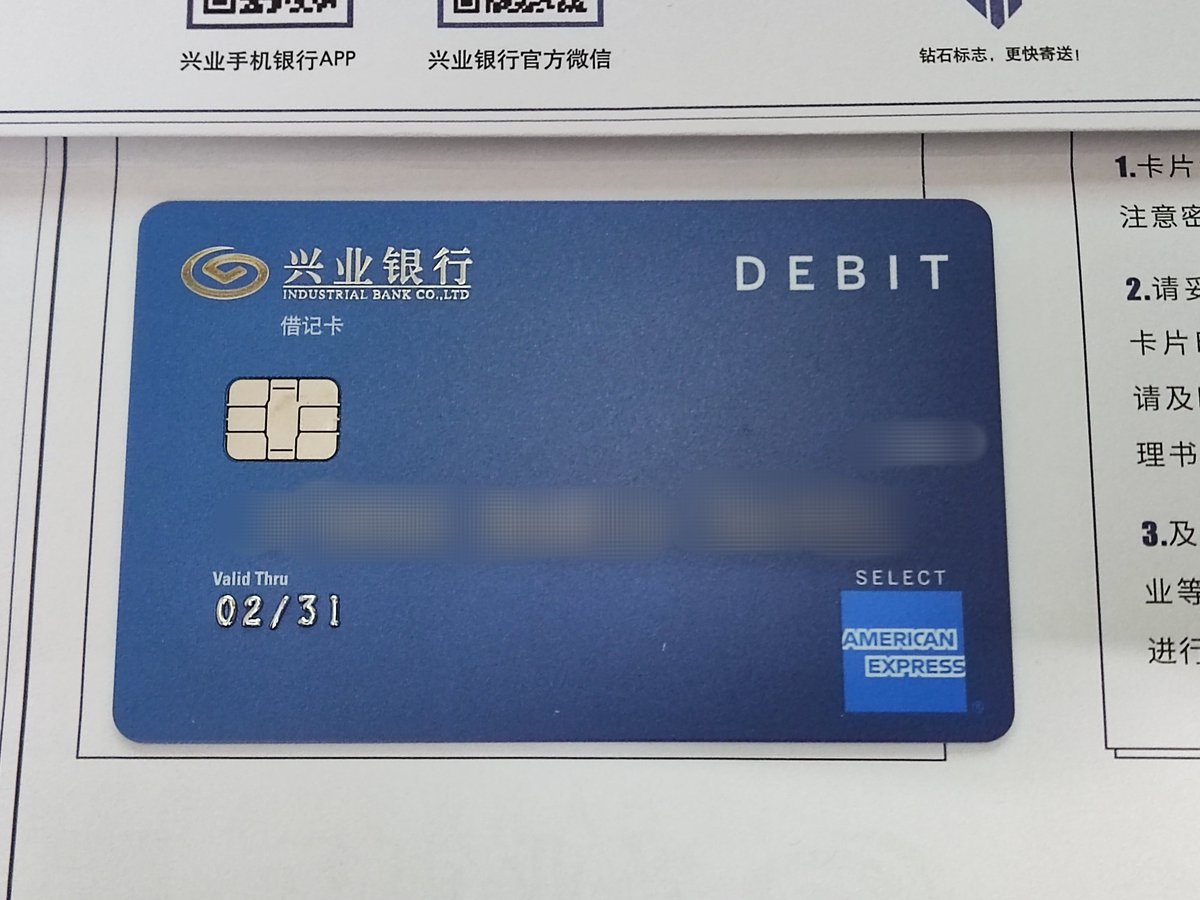 兴业手机银行APP
兴业银行官方微信
钻石标志，更快寄送!
兴业银行
INDUSTRIAL BANK CO.,LTD
借记卡
DEBIT
Valid Thru
02/31
SELECT
AMERICAN
EXPRESS
®
1.卡片
注意密
2.请妥
卡片
请及
理书
3.及
业等
进行